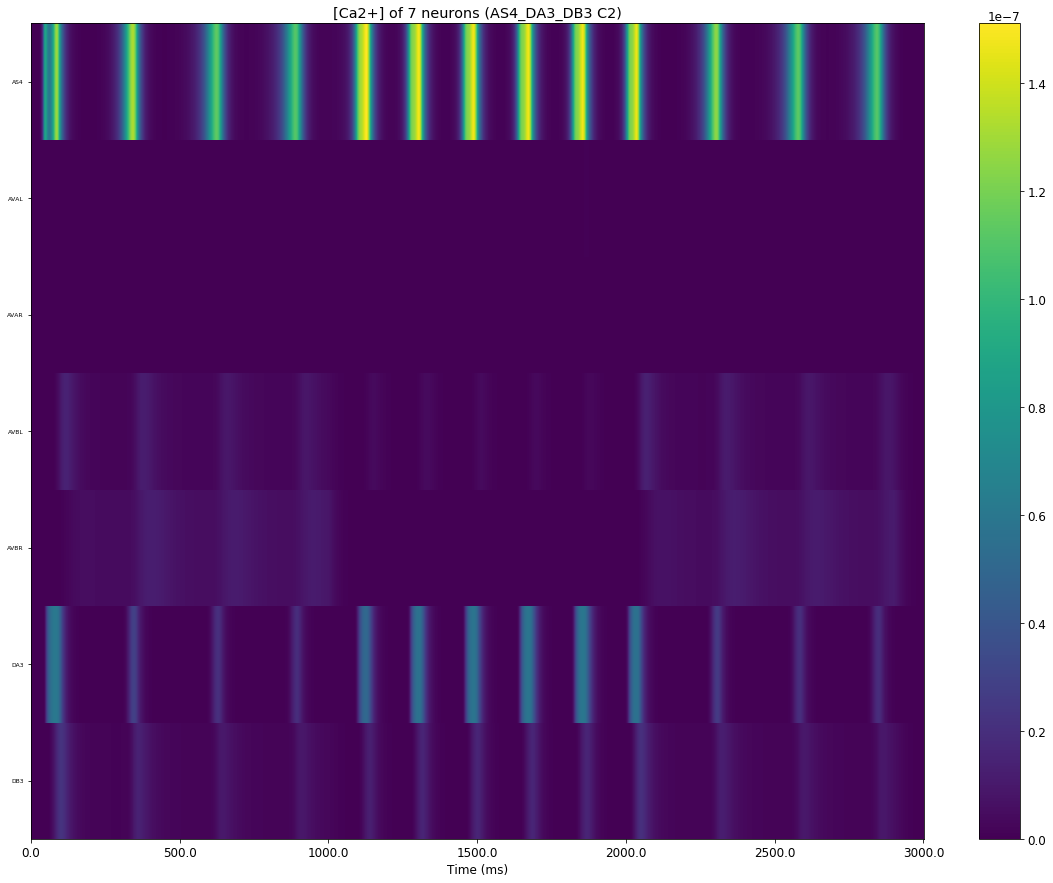 [Ca2+] of 7 neurons (AS4_DA3_DB3 C2)
1e−7
AS4
AVAL
AVAR
AVBL
AVBR
DA3
DB3
0.0 500.0 1000.0 1500.0 2000.0 2500.0 3000.0
Time (ms)
1.4
1.2
1.0
0.8
0.6
0.4
0.2
0.0